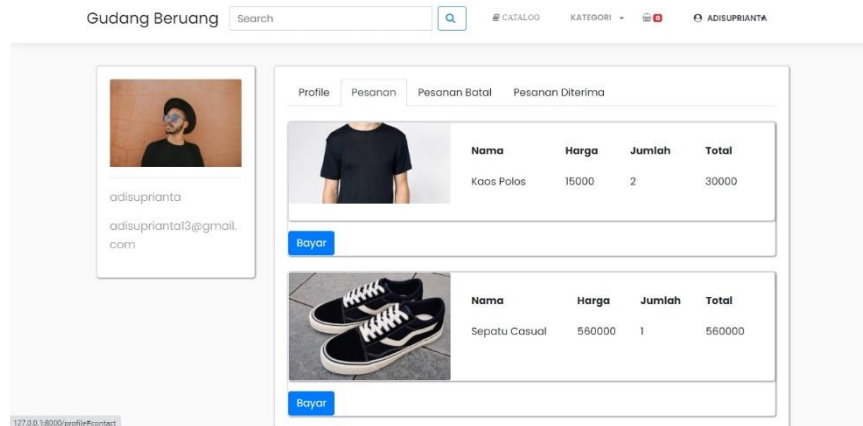 Gudang Beruang
Search
CATALOG
KATEGORI
0
ADISUPRIANTA
adisuprianta
adisuprianta13@gmail.
com
Profile
Pesanan
Pesanan Batal
Pesanan Diterima
Nama Harga Jumlah Total
Kaos Polos 15000 2 30000
Bayar
Nama Harga Jumlah Total
Sepatu Casual 560000 1 560000
Bayar
127.0.0.1:8000/profile#contact